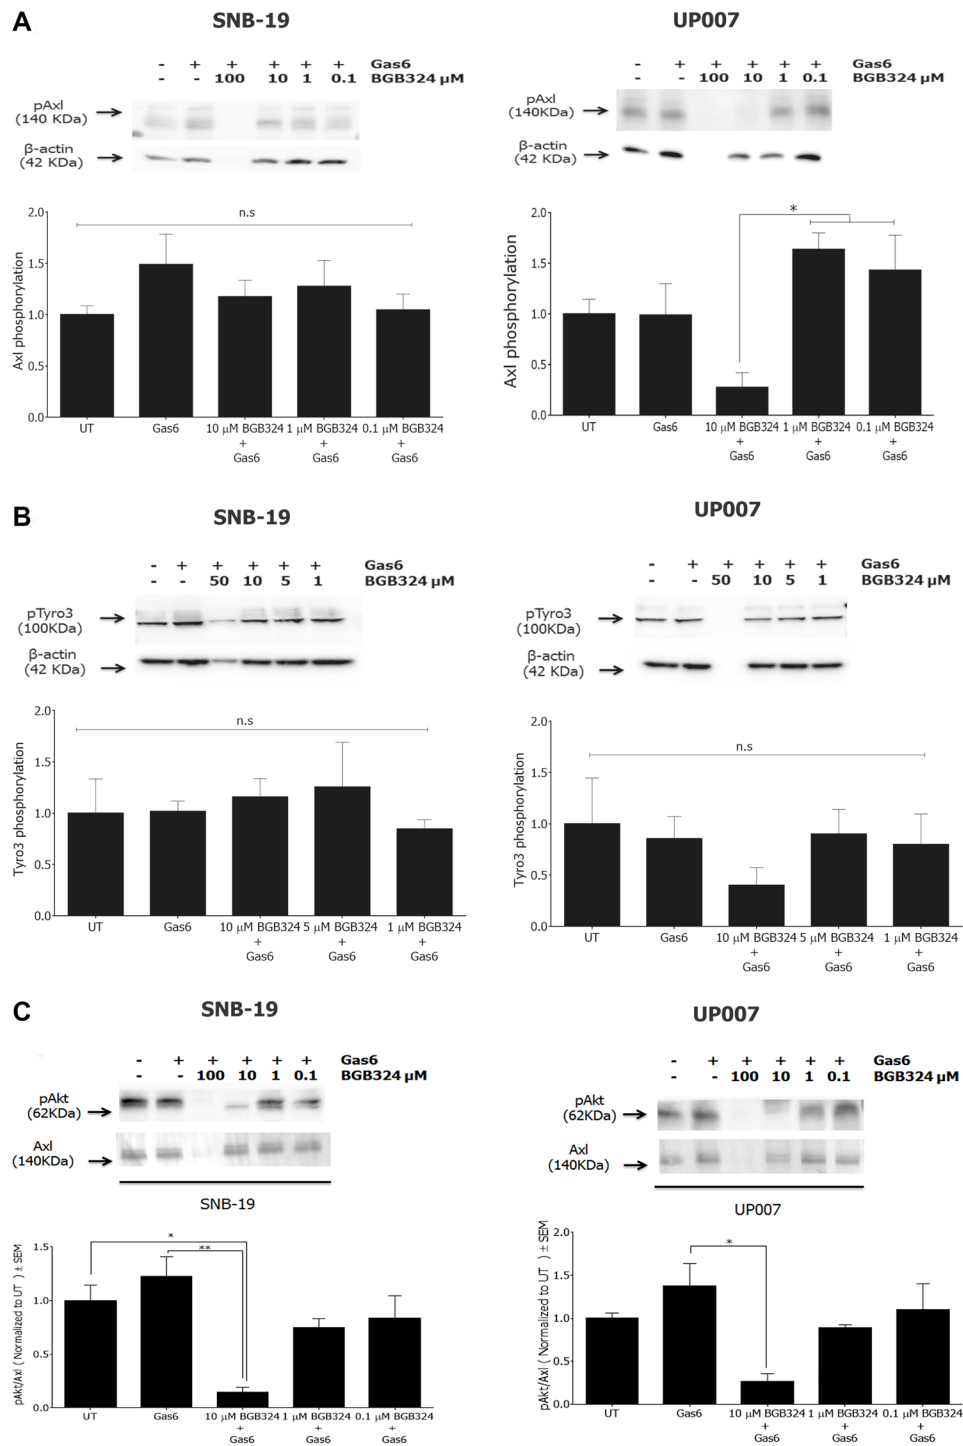 A
SNB-19
UP007
- + + + + + Gas6
- - 100 10 1 0.1 BGB324 µM
pAxl
(140 KDa)
β-actin
(42 KDa)
- + + + + + Gas6
- - 100 10 1 0.1 BGB324 µM
pAxl
(140KDa)
β-actin
(42 KDa)
Axl phosphorylation
2.0
1.5
1.0
0.5
0.0
n.s
UT
Gas6
10 µM BGB324 + Gas6
1 µM BGB324 + Gas6
0.1 µM BGB324 + Gas6
Axl phosphorylation
2.0
1.5
1.0
0.5
0.0
*
UT
Gas6
10 µM BGB324 + Gas6
1 µM BGB324 + Gas6
0.1 µM BGB324 + Gas6
B
SNB-19
UP007
- + + + + + Gas6
- - 50 10 5 1 BGB324 µM
pTyro3
(100KDa)
β-actin
(42 KDa)
- + + + + + Gas6
- - 50 10 5 1 BGB324 µM
pTyro3
(100KDa)
β-actin
(42 KDa)
Tyro3 phosphorylation
2.0
1.5
1.0
0.5
0.0
n.s
UT
Gas6
10 µM BGB324 + Gas6
5 µM BGB324 + Gas6
1 µM BGB324 + Gas6
Tyro3 phosphorylation
2.0
1.5
1.0
0.5
0.0
n.s
UT
Gas6
10 µM BGB324 + Gas6
5 µM BGB324 + Gas6
1 µM BGB324 + Gas6
C
SNB-19
UP007
- + + + + + Gas6
- - 100 10 1 0.1 BGB324 µM
pAkt
(62KDa)
Axl
(140KDa)
- + + + + + Gas6
- - 100 10 1 0.1 BGB324 µM
pAkt
(62KDa)
Axl
(140KDa)
SNB-19
pAkt/Axl ( Normalized to UT ) ± SEM
1.5
1.0
0.5
0.0
*
**
UT
Gas6
10 µM BGB324 + Gas6
1 µM BGB324 + Gas6
0.1 µM BGB324 + Gas6
UP007
pAkt/Axl ( Normalized to UT ) ± SEM
2.0
1.5
1.0
0.5
0.0
*
UT
Gas6
10 µM BGB324 + Gas6
1 µM BGB324 + Gas6
0.1 µM BGB324 + Gas6